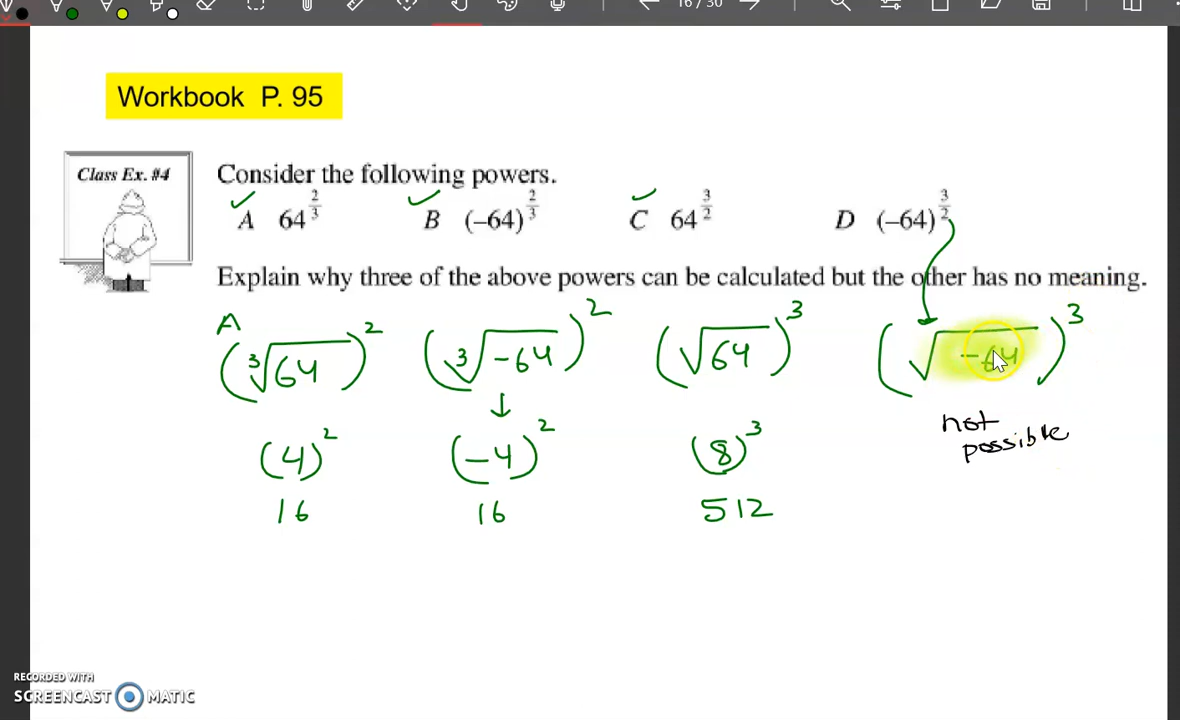 16 / 30
Workbook P. 95
Class Ex. #4
Consider the following powers.
A 64^(2/3) B (–64)^(2/3) C 64^(3/2) D (–64)^(3/2)
Explain why three of the above powers can be calculated but the other has no meaning.
A
(∛64)² (∛-64)² (√64)³ (√-64)³
not
possible
(4)² (-4)² (8)³
16 16 512
RECORDED WITH
SCREENCAST MATIC